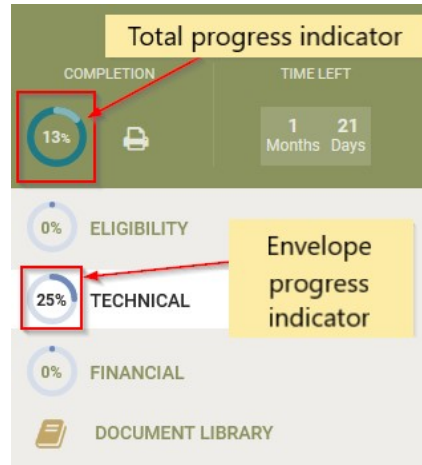 Total progress indicator
COMPLETION
TIME LEFT
13%
1 21
Months Days
0% ELIGIBILITY
Envelope
progress
indicator
25% TECHNICAL
0% FINANCIAL
DOCUMENT LIBRARY